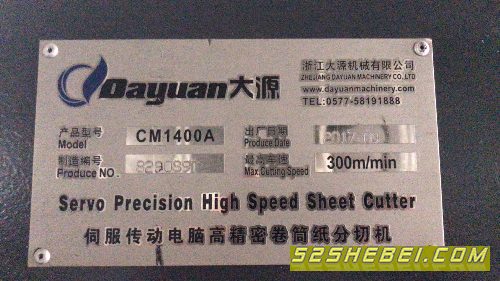 Dayuan大源
浙江大源机械有限公司
ZHEJIANG DAYUAN MACHINERY CO.,LTD
www.dayuanmachinery.com
TEL:0577-58191888
产品型号 CM1400A 出厂日期
Model Produce Date
制造编号 最高车速 300m/min
Produce NO. Max.Cutting Speed
Servo Precision High Speed Sheet Cutter
伺服传动电脑高精密卷筒纸分切机
52SHEBEI.COM